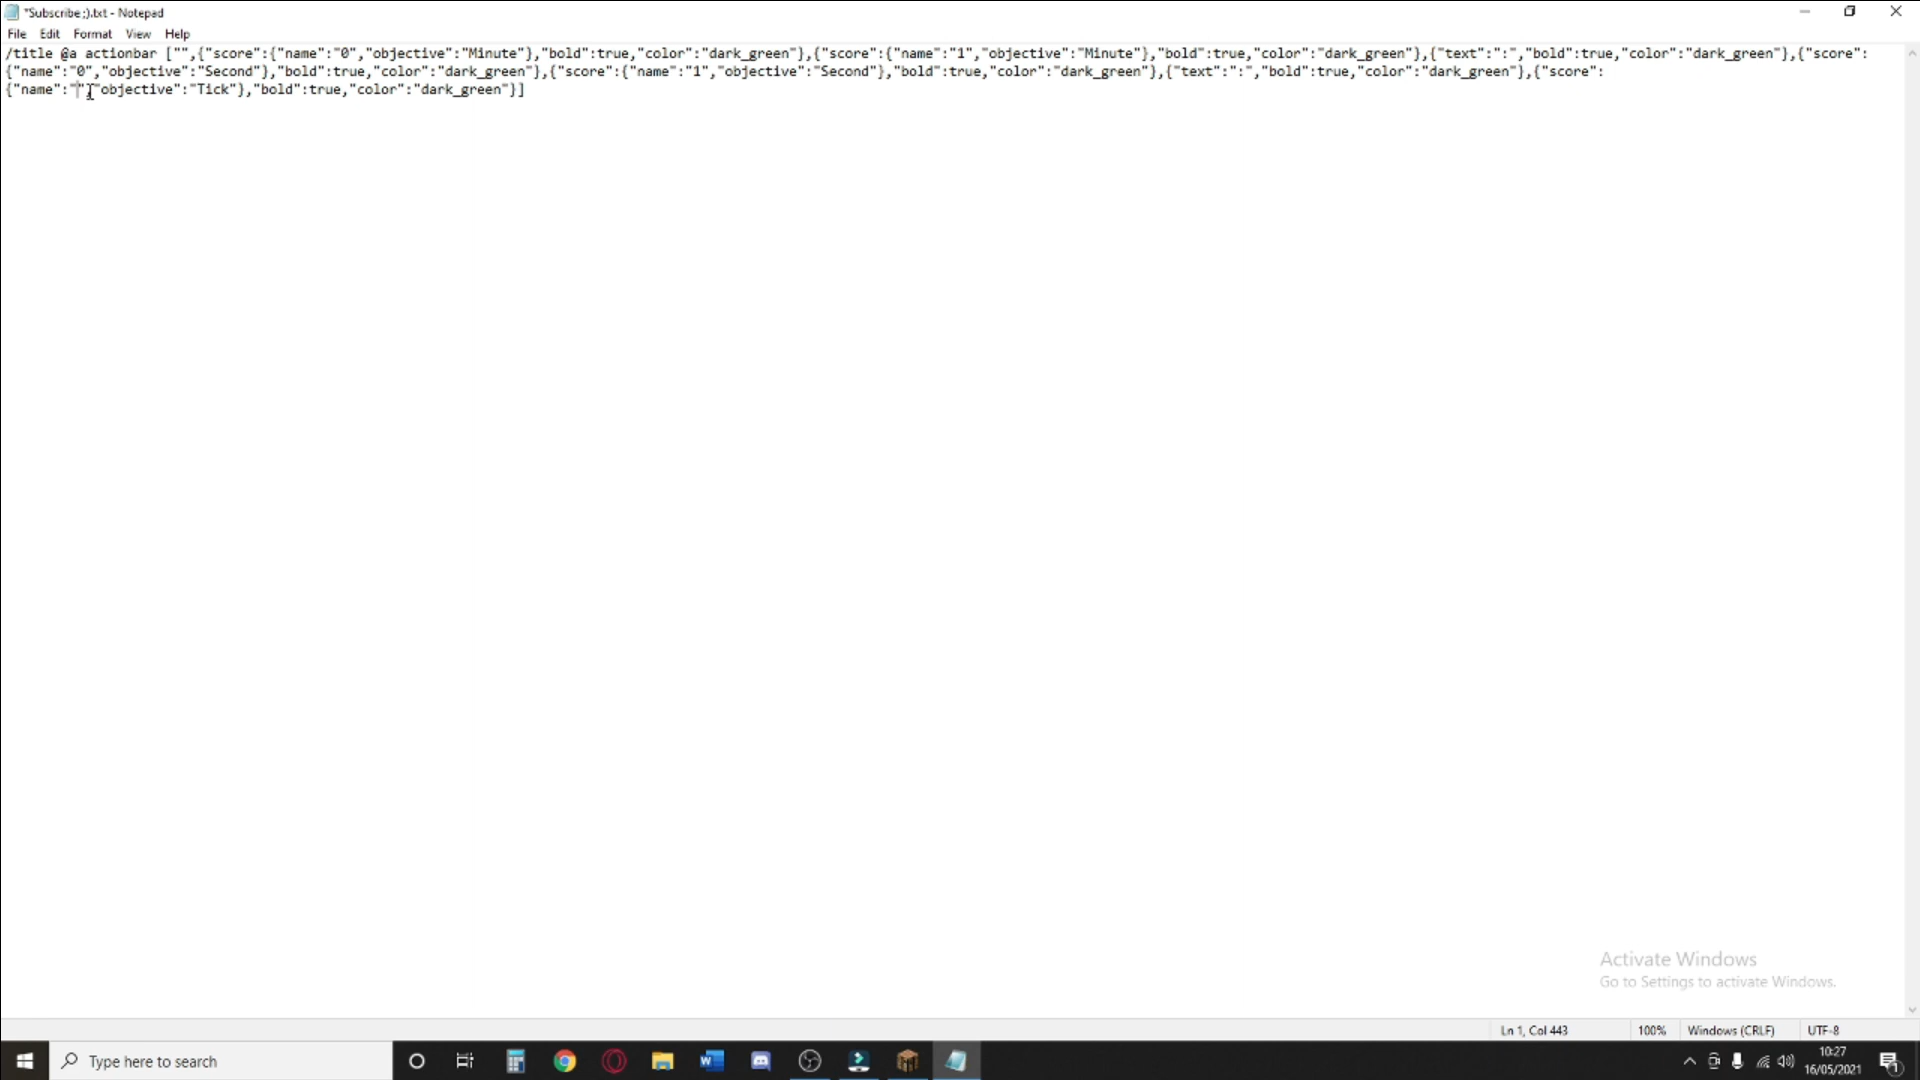 *Subscribe ;).txt - Notepad
File Edit Format View Help
/title @a actionbar ["",{"score":{"name":"0","objective":"Minute"},"bold":true,"color":"dark_green"},{"score":{"name":"1","objective":"Minute"},"bold":true,"color":"dark_green"},{"text":":","bold":true,"color":"dark_green"},{"score":
{"name":"0","objective":"Second"},"bold":true,"color":"dark_green"},{"score":{"name":"1","objective":"Second"},"bold":true,"color":"dark_green"},{"text":":","bold":true,"color":"dark_green"},{"score":
{"name":"","objective":"Tick"},"bold":true,"color":"dark_green"}]
Activate Windows
Go to Settings to activate Windows.
Ln 1, Col 443 100% Windows (CRLF) UTF-8
Type here to search
10:27
16/05/2021
1